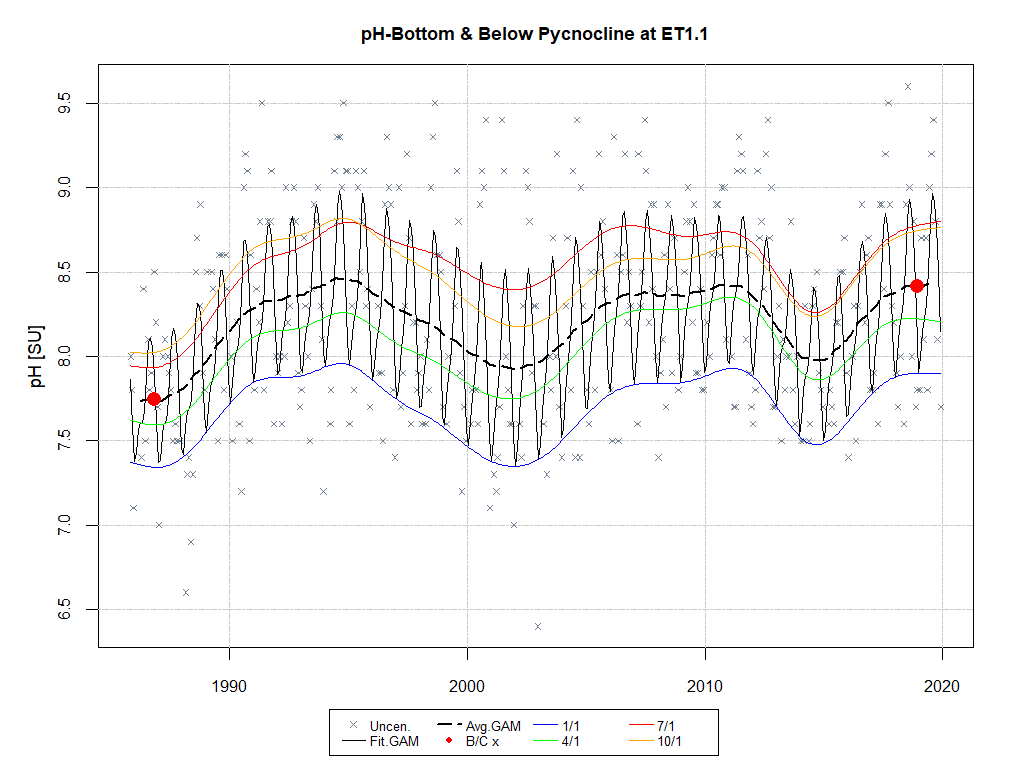 pH-Bottom & Below Pycnocline at ET1.1
pH [SU]
9.5
9.0
8.5
8.0
7.5
7.0
6.5
1990 2000 2010 2020
Uncen. Avg.GAM 1/1 7/1
Fit.GAM B/C x 4/1 10/1